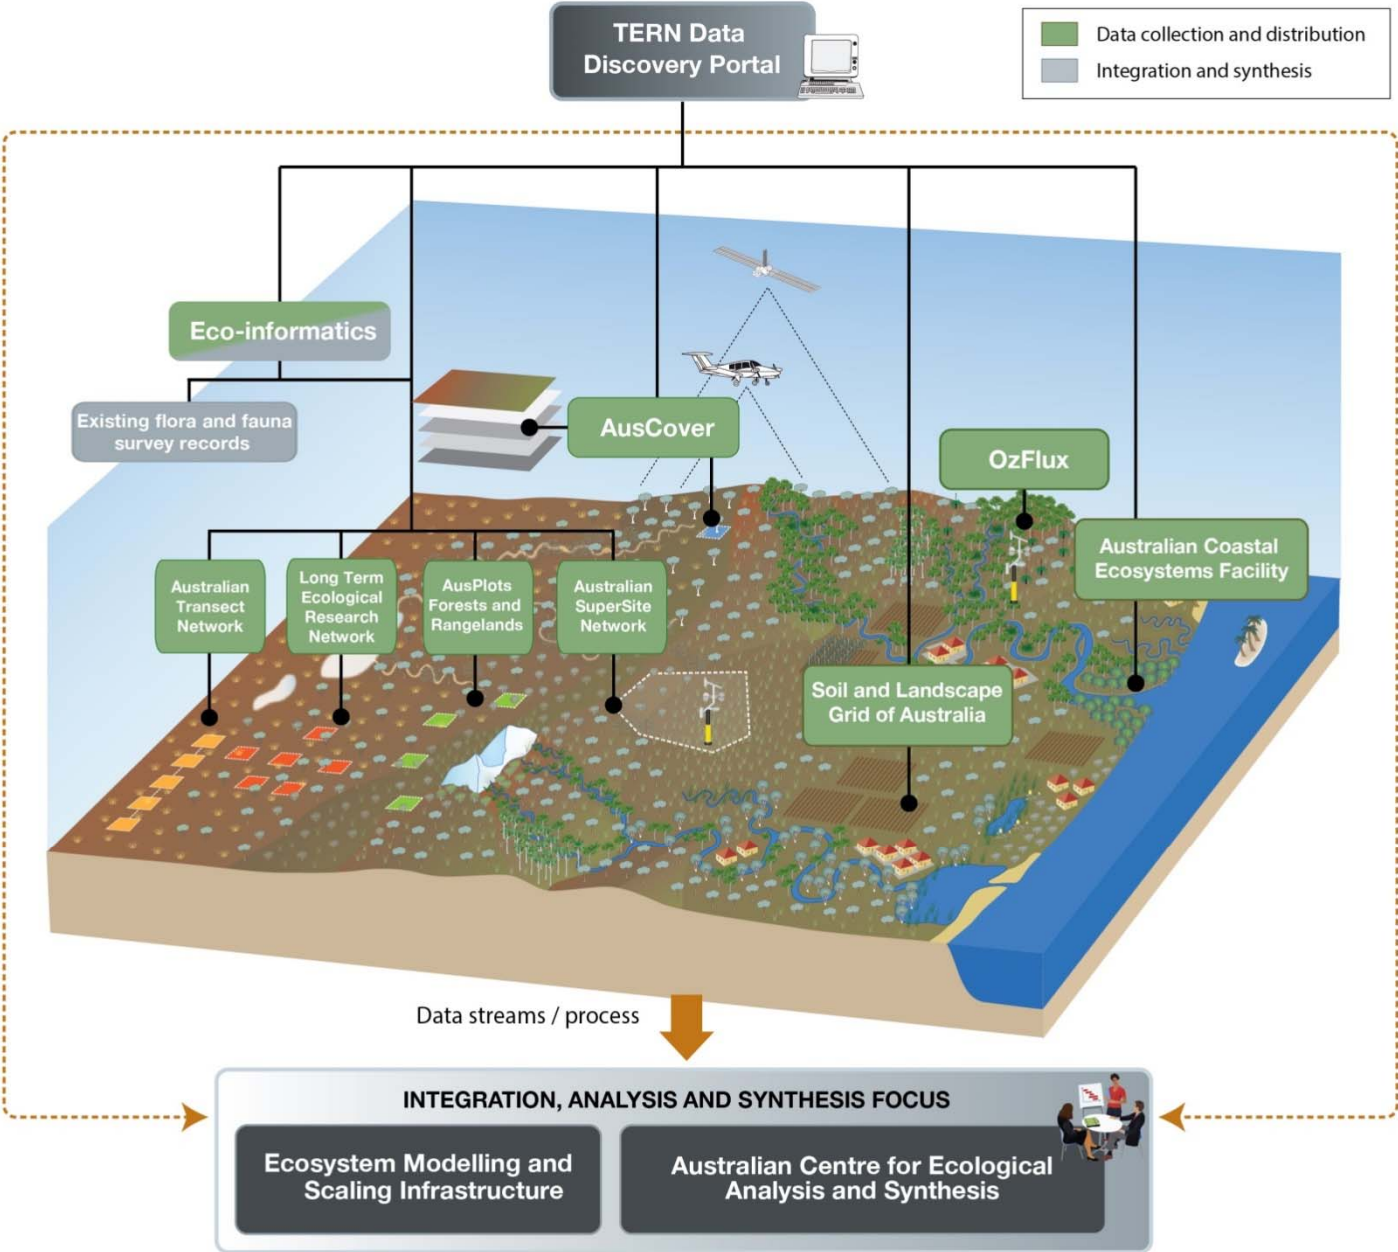 TERN Data
Discovery Portal
Data collection and distribution
Integration and synthesis
Eco-informatics
Existing flora and fauna
survey records
AusCover
OzFlux
Australian Coastal
Ecosystems Facility
Australian
Transect
Network
Long Term
Ecological
Research
Network
AusPlots
Forests and
Rangelands
Australian
SuperSite
Network
Soil and Landscape
Grid of Australia
Data streams / process
INTEGRATION, ANALYSIS AND SYNTHESIS FOCUS
Ecosystem Modelling and
Scaling Infrastructure
Australian Centre for Ecological
Analysis and Synthesis